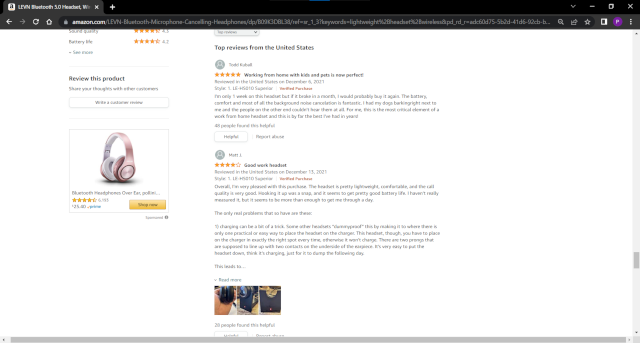 LEVN Bluetooth 5.0 Headset, Wi
amazon.com/LEVN-Bluetooth-Microphone-Cancelling-Headphones/dp/B09K3DBL38/ref=sr_1_3?keywords=lightweight%2Bheadset%2Bwireless&pd_rd_r=adc60d75-5b2d-41d6-92cb-b...
Sound quality 4.3
Battery life 4.2
See more
Review this product
Share your thoughts with other customers
Write a customer review
Bluetooth Headphones Over Ear, pollini...
$25.40 prime
Shop now
Sponsored
Top reviews
Top reviews from the United States
Todd Kuball
Working from home with kids and pets is now perfect!
Reviewed in the United States on December 6, 2021
Style: 1. LE-HS010 Superior Verified Purchase
I'm only 1 week on this headset but if it broke in a month, I would probably buy it again. The battery,
comfort and most of all the background noise cancelation is fantastic. I had my dogs barkingright next to
me and the people on the other end couldn't hear them at all. For me, this is the most critical element of a
work from home headset and this is by far the best I've had in years!
40 people found this helpful
Helpful
Report abuse
Matt J.
Good work headset
Reviewed in the United States on December 13, 2021
Style: 1. LE-HS010 Superior Verified Purchase
Overall, I'm very pleased with this purchase. The headset is pretty lightweight, comfortable, and the call
quality is very good. Hooking it up was a snap, and it seems to get pretty good battery life. I haven't really
measured it, but it seems to be more than enough to get me through a day.
The only real problems that so have are these:
1) charging can be a bit of a trick. Some other headsets "dummyproof" this by making it to where there is
only one practical or easy way to place the headset on the charger. This headset, though, you have to place
on the charger in exactly the right spot every time, otherwise it won't charge. There are two prongs that
are supposed to line up with two contacts on the underside of the earpiece. It's very easy to put the
headset down, think it's charging, just for it to dump the following day.
This leads to...
Read more
28 people found this helpful
Helpful
Report abuse